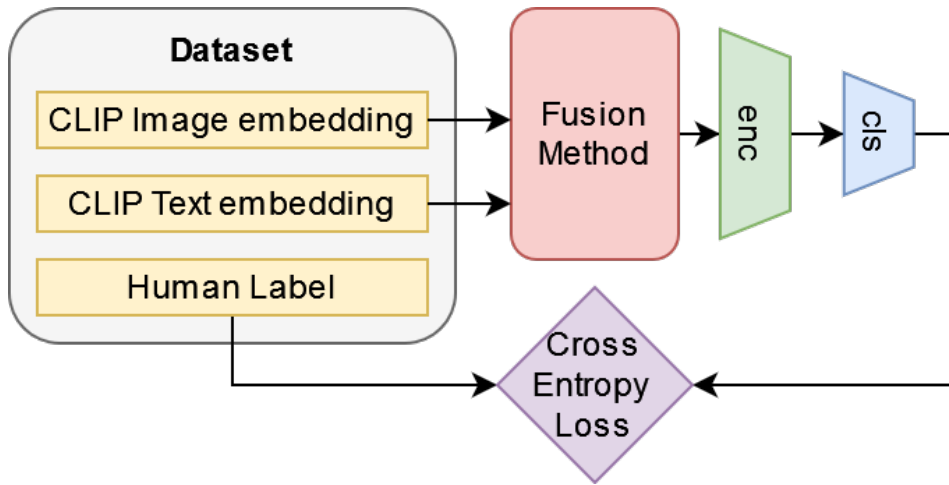 Dataset
CLIP Image embedding
CLIP Text embedding
Human Label
Fusion
Method
enc
cls
Cross
Entropy
Loss